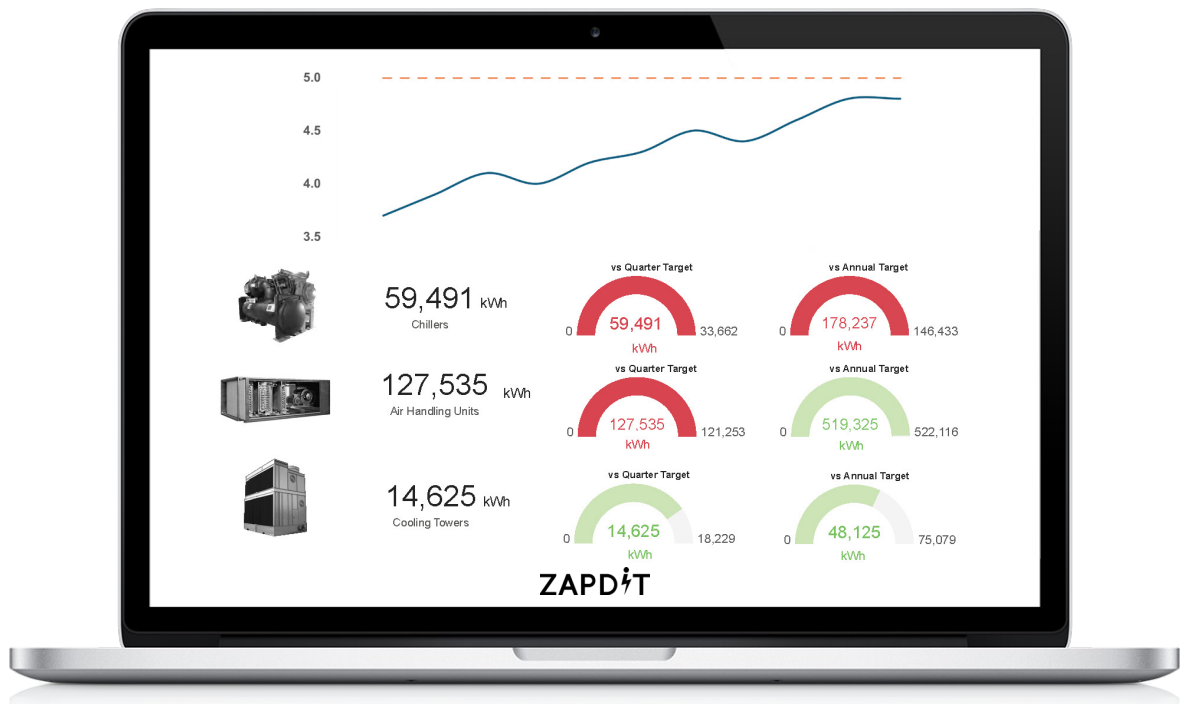 5.0
4.5
4.0
3.5
59,491 kWh
Chillers
vs Quarter Target
0
59,491
kWh
33,662
vs Annual Target
0
178,237
kWh
146,433
127,535 kWh
Air Handling Units
vs Quarter Target
0
127,535
kWh
121,253
vs Annual Target
0
519,325
kWh
522,116
14,625 kWh
Cooling Towers
vs Quarter Target
0
14,625
kWh
18,229
vs Annual Target
0
48,125
kWh
75,079
ZAPDIT